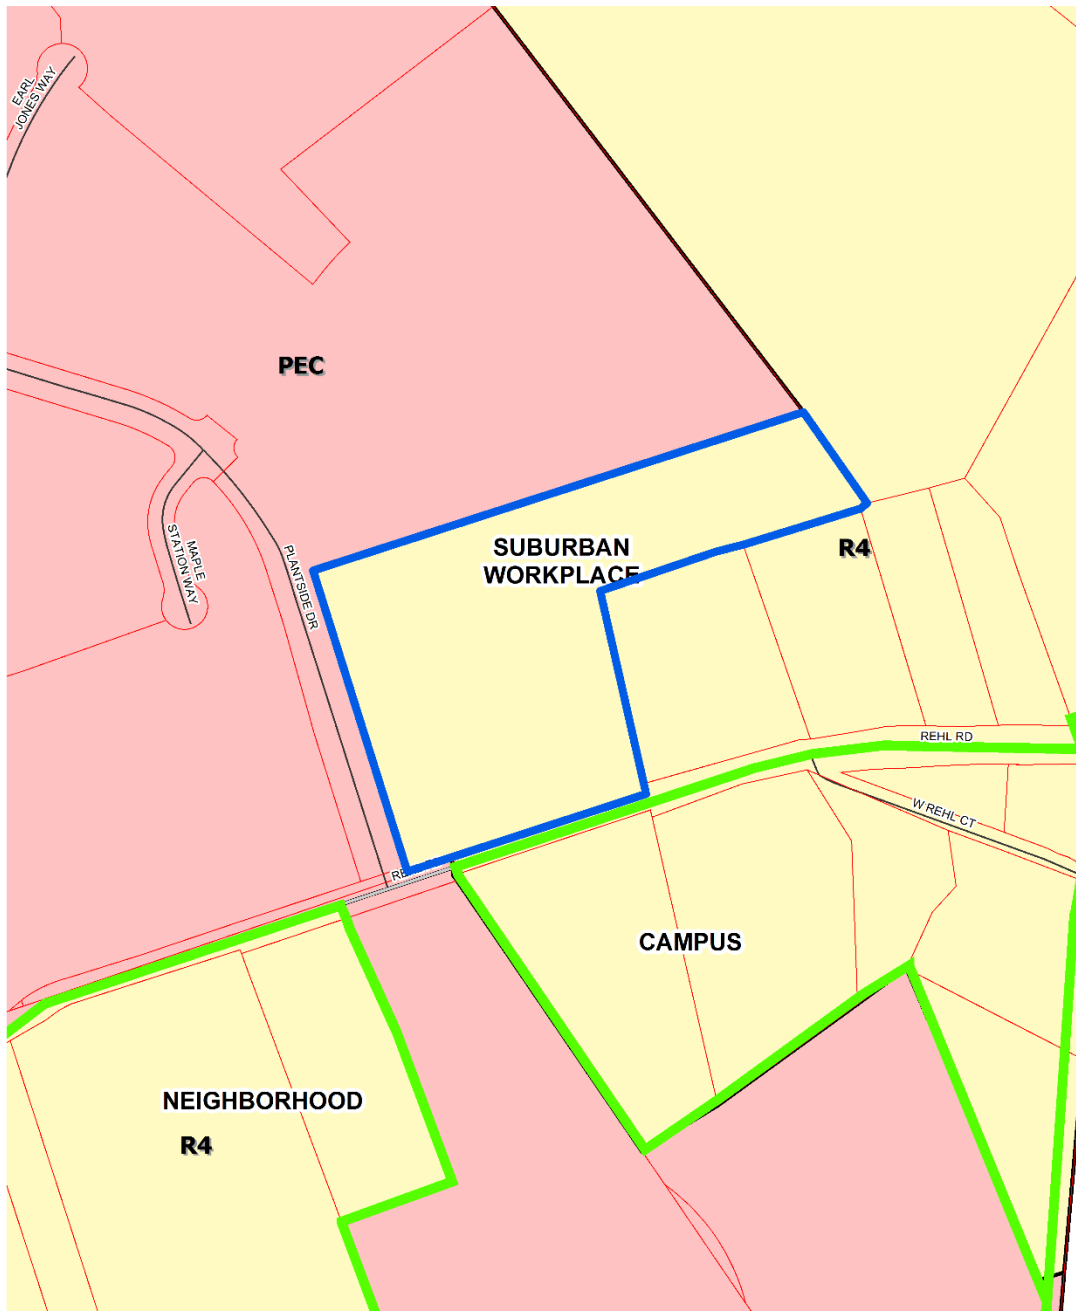 EARL
JONES WAY
PEC
SUBURBAN
WORKPLACE
R4
MAPLE
STATION WAY
PLANTSIDE DR
REHL RD
W REHL CT
CAMPUS
NEIGHBORHOOD
R4